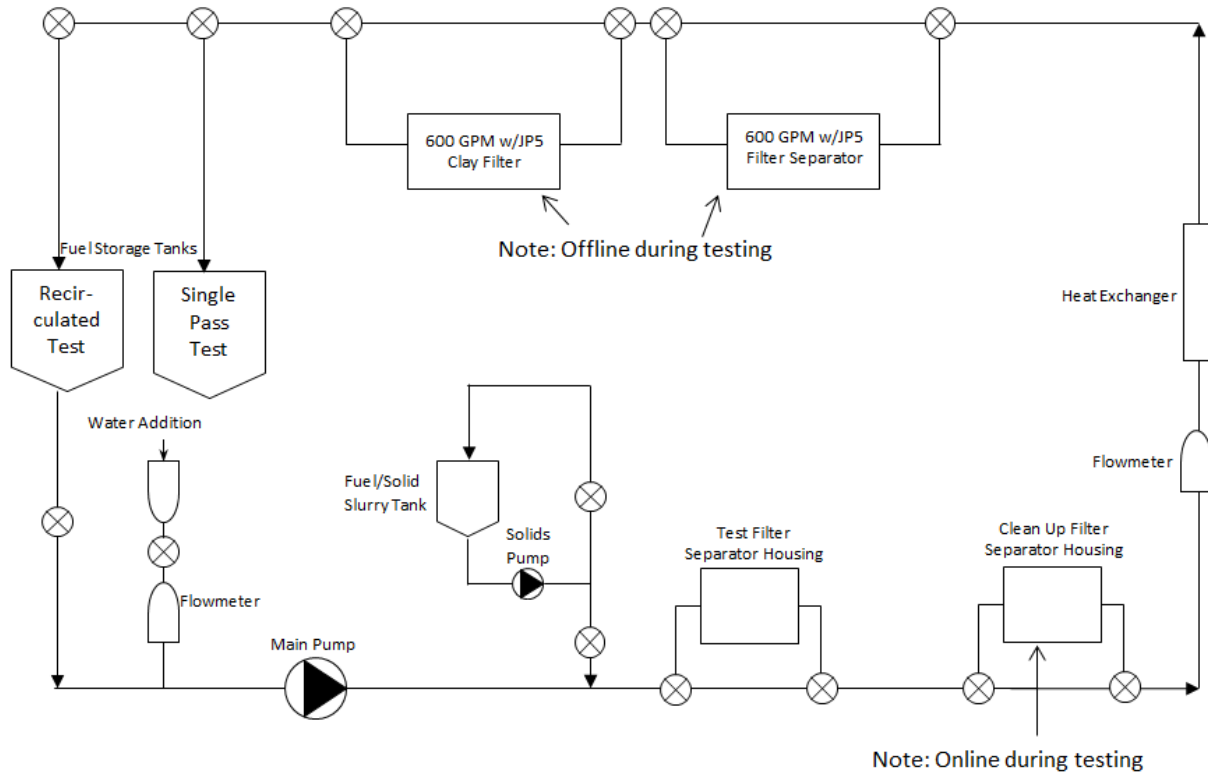 600 GPM w/JP5
Clay Filter
600 GPM w/JP5
Filter Separator
Note: Offline during testing
Fuel Storage Tanks
Recir-
culated
Test
Single
Pass
Test
Heat Exchanger
Water Addition
Flowmeter
Fuel/Solid
Slurry Tank
Solids
Pump
Test Filter
Separator Housing
Clean Up Filter
Separator Housing
Flowmeter
Main Pump
Note: Online during testing